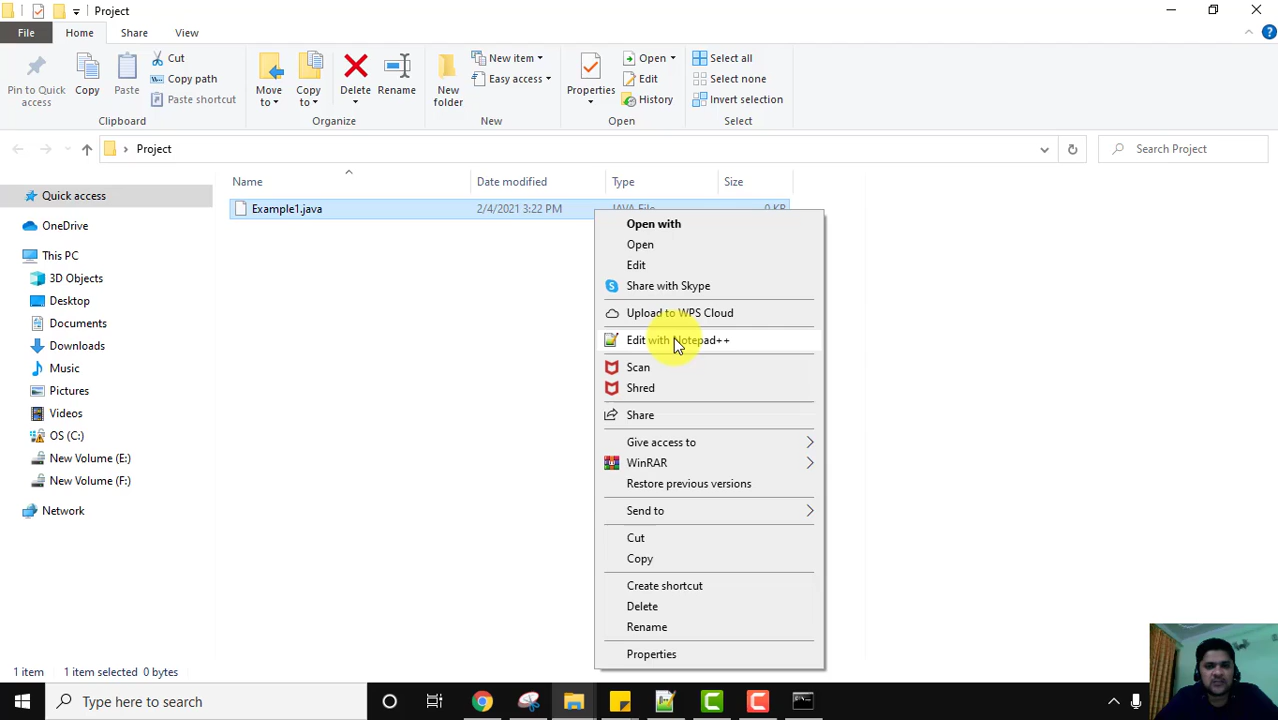 Project
File Home Share View
Pin to Quick access
Copy
Paste
Cut
Copy path
Paste shortcut
Clipboard
Move to
Copy to
Delete
Rename
Organize
New folder
New item
Easy access
New
Properties
Open
Edit
History
Open
Select all
Select none
Invert selection
Select
Project
Search Project
Name Date modified Type Size
Example1.java 2/4/2021 3:22 PM JAVA File 0 KB
Quick access
OneDrive
This PC
3D Objects
Desktop
Documents
Downloads
Music
Pictures
Videos
OS (C:)
New Volume (E:)
New Volume (F:)
Network
Open with
Open
Edit
Share with Skype
Upload to WPS Cloud
Edit with Notepad++
Scan
Shred
Share
Give access to
WinRAR
Restore previous versions
Send to
Cut
Copy
Create shortcut
Delete
Rename
Properties
1 item 1 item selected 0 bytes
Type here to search